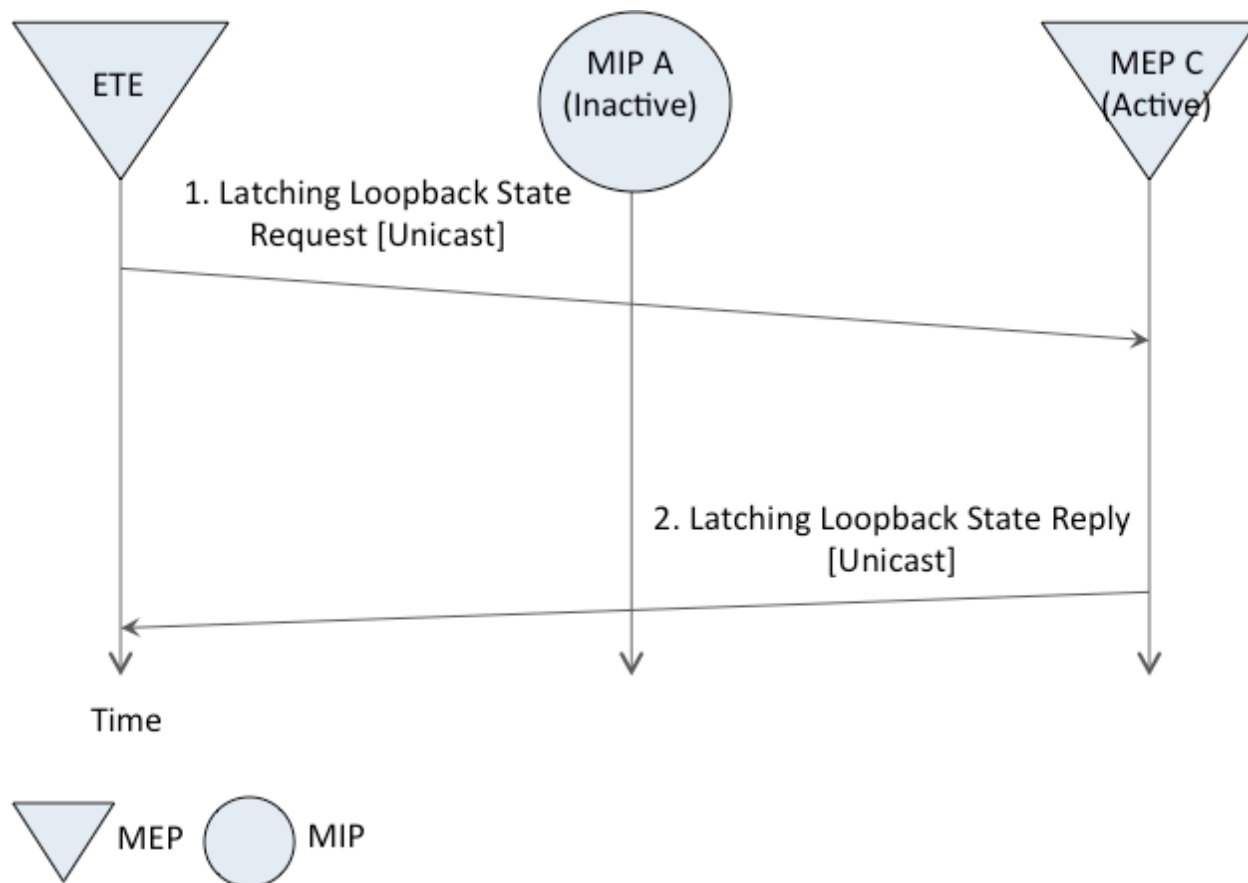 ETE
MIP A
(Inactive)
MEP C
(Active)
1. Latching Loopback State
Request [Unicast]
2. Latching Loopback State Reply
[Unicast]
Time
MEP
MIP